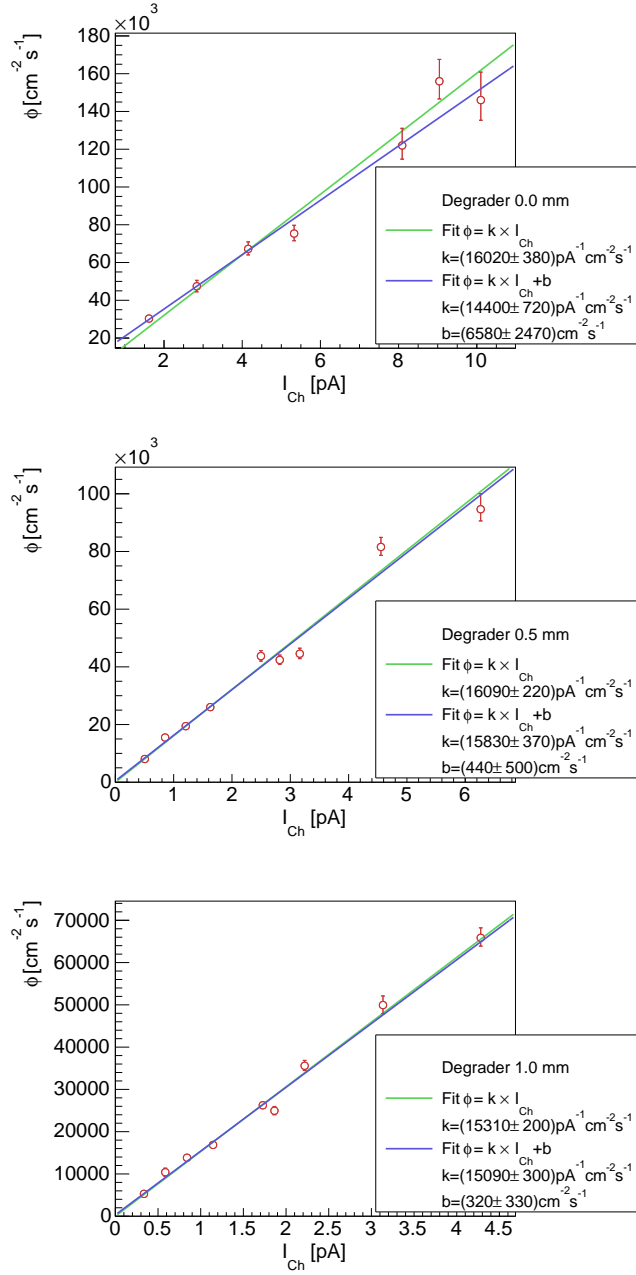 ×10³
180
160
140
120
100
80
60
40
20
ϕ [cm⁻² s⁻¹]
2 4 6 8 10
I_Ch [pA]
Degrader 0.0 mm
Fit ϕ= k × I_Ch
k=(16020± 380)pA⁻¹cm⁻²s⁻¹
Fit ϕ= k × I_Ch+b
k=(14400± 720)pA⁻¹cm⁻²s⁻¹
b=(6580± 2470)cm⁻²s⁻¹
×10³
100
80
60
40
20
0
ϕ [cm⁻² s⁻¹]
0 1 2 3 4 5 6
I_Ch [pA]
Degrader 0.5 mm
Fit ϕ= k × I_Ch
k=(16090± 220)pA⁻¹cm⁻²s⁻¹
Fit ϕ= k × I_Ch+b
k=(15830± 370)pA⁻¹cm⁻²s⁻¹
b=(440± 500)cm⁻²s⁻¹
70000
60000
50000
40000
30000
20000
10000
0
ϕ [cm⁻² s⁻¹]
0 0.5 1 1.5 2 2.5 3 3.5 4 4.5
I_Ch [pA]
Degrader 1.0 mm
Fit ϕ= k × I_Ch
k=(15310± 200)pA⁻¹cm⁻²s⁻¹
Fit ϕ= k × I_Ch+b
k=(15090± 300)pA⁻¹cm⁻²s⁻¹
b=(320± 330)cm⁻²s⁻¹